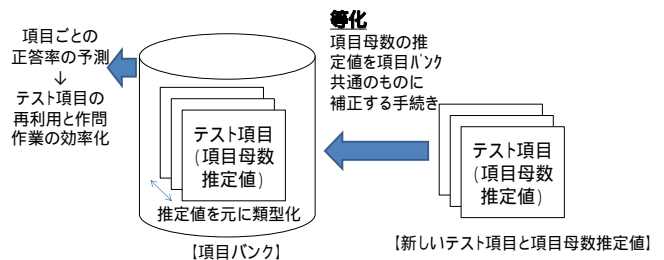 項目ごとの
正答率の予測
↓
テスト項目の
再利用と作問
作業の効率化
テスト項目
(項目母数
推定値)
推定値を元に類型化
【項目バンク】
等化
項目母数の推
定値を項目バンク
共通のものに
補正する手続き
テスト項目
(項目母数
推定値)
【新しいテスト項目と項目母数推定値】